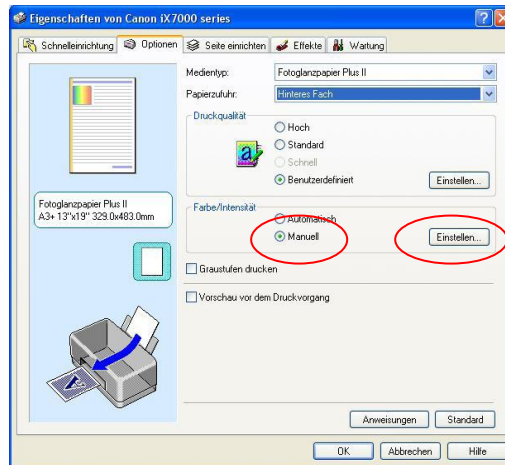 Eigenschaften von Canon iX7000 series
Schnelleinrichtung Optionen Seite einrichten Effekte Wartung
Medientyp: Fotoglanzpapier Plus II
Papierzufuhr: Hinteres Fach
Druckqualität
Hoch
Standard
Schnell
Benutzerdefiniert Einstellen...
Fotoglanzpapier Plus II
A3+ 13"x19" 329.0x483.0mm
Farbe/Intensität
Automatisch
Manuell Einstellen...
Graustufen drucken
Vorschau vor dem Druckvorgang
Anweisungen Standard
OK Abbrechen Hilfe